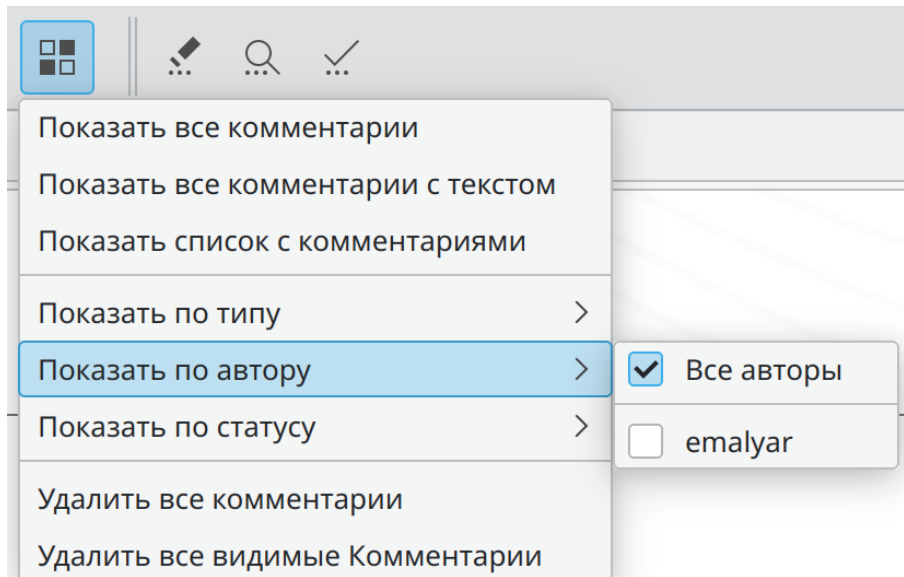 Показать все комментарии
Показать все комментарии с текстом
Показать список с комментариями
Показать по типу
Показать по автору
Все авторы
Показать по статусу
emalyar
Удалить все комментарии
Удалить все видимые Комментарии